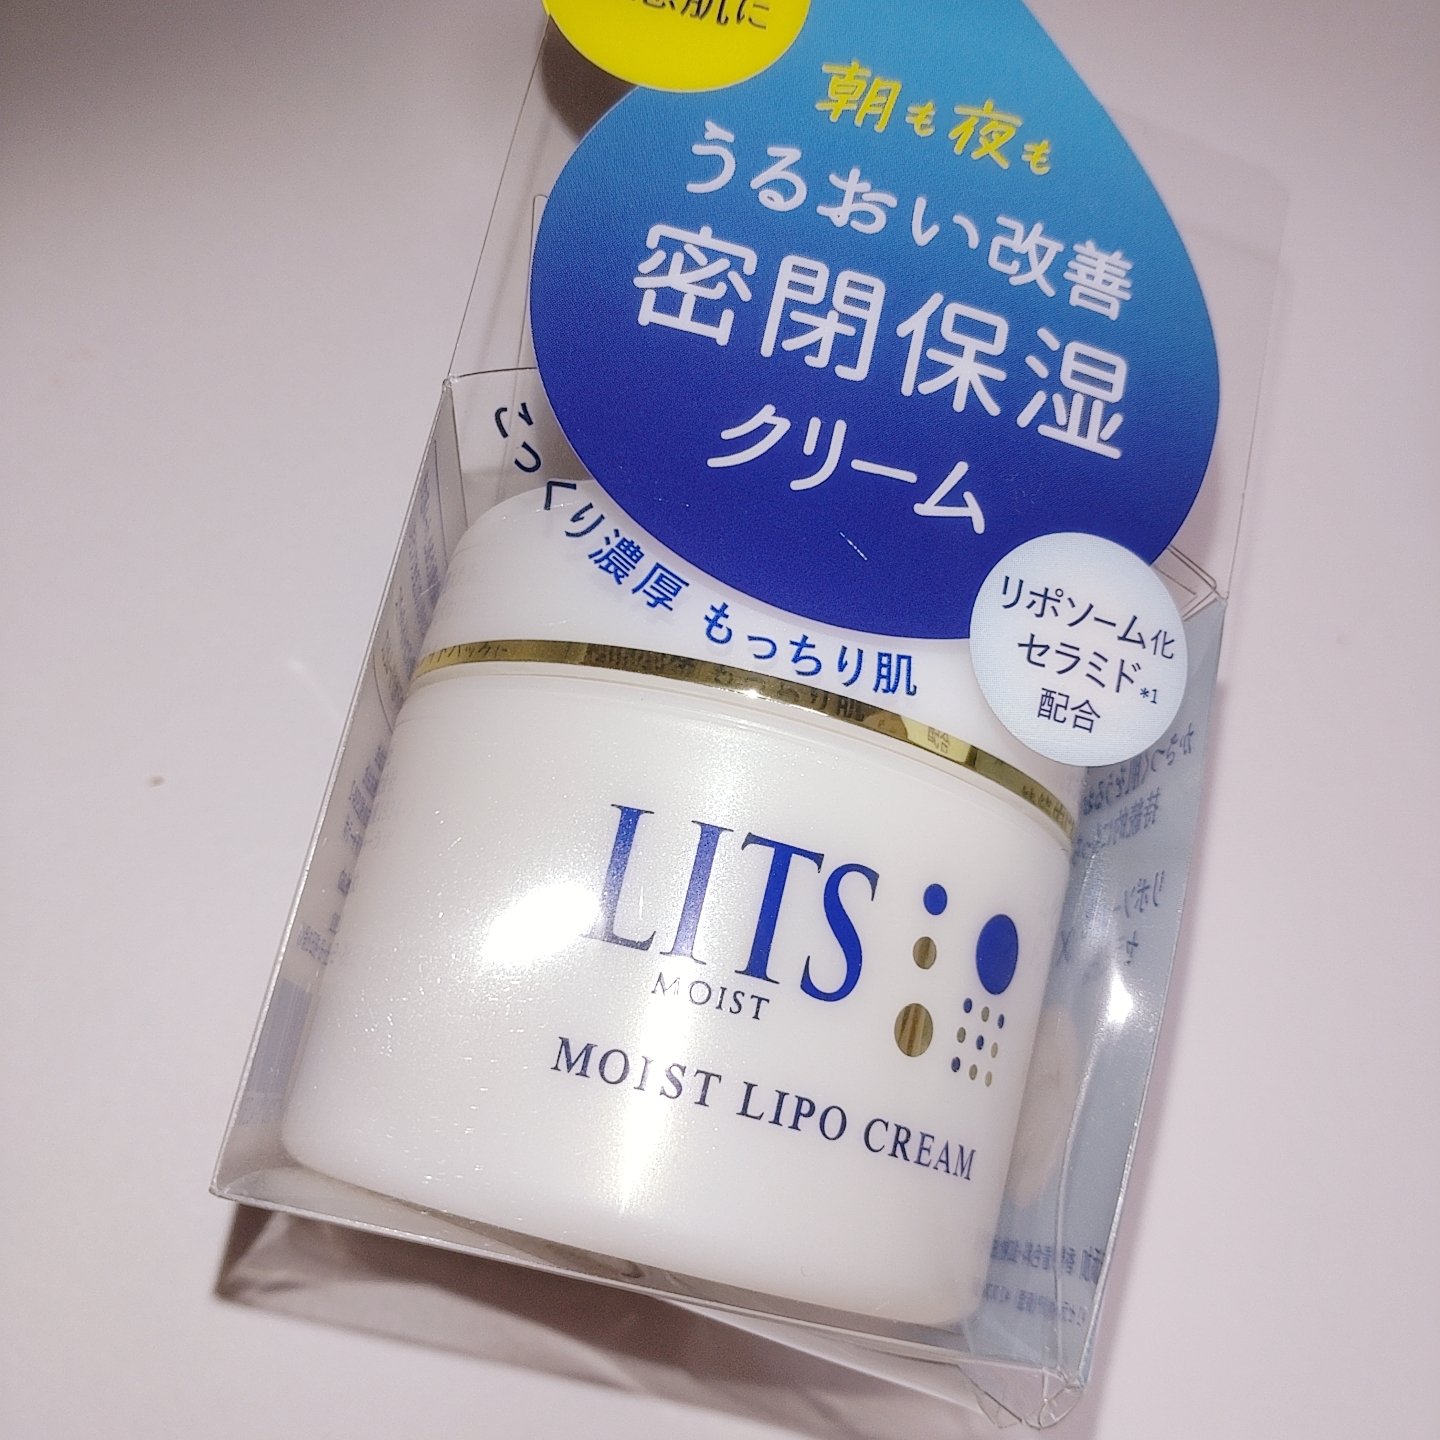 肌に
朝も夜も
うるおい改善
密閉保湿
クリーム
こっくり濃厚 もっちり肌
リポソーム化
セラミド*1
配合
LITS
MOIST
MOIST LIPO CREAM